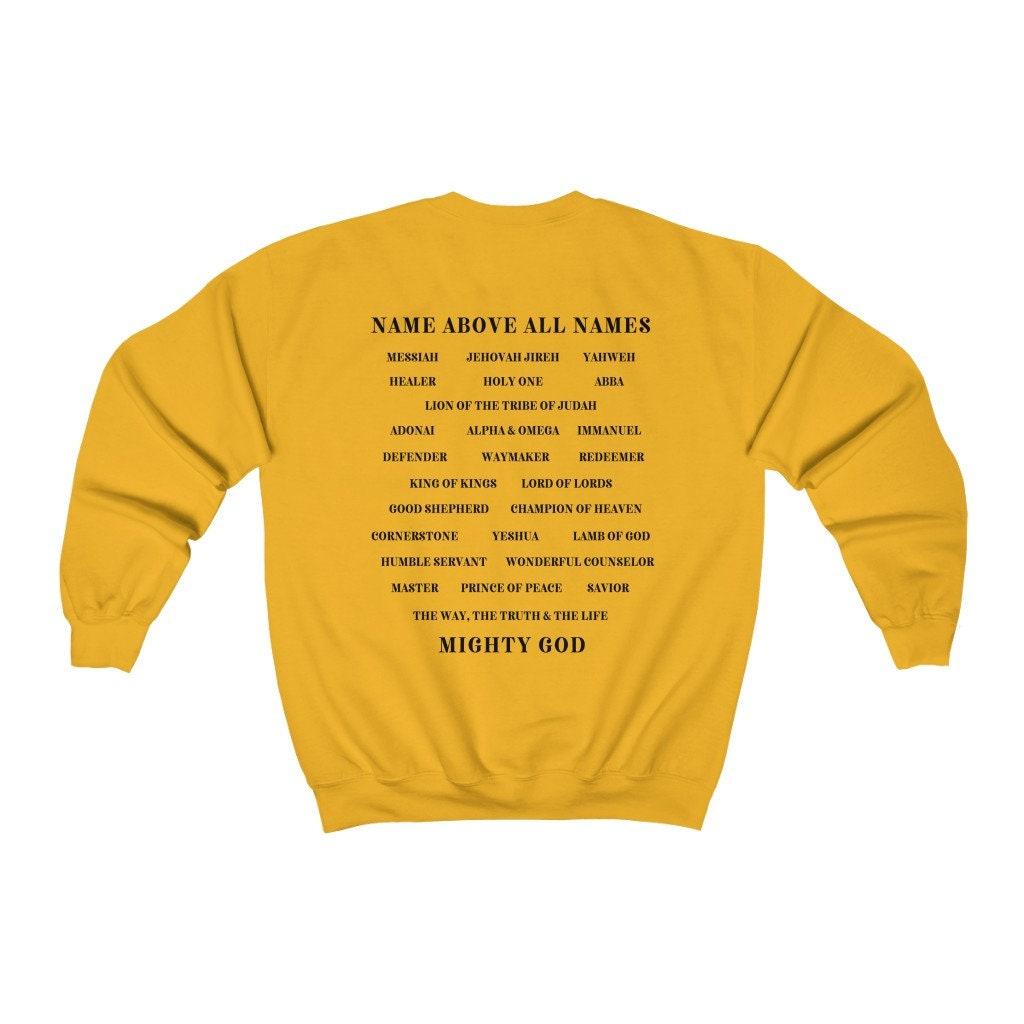 NAME ABOVE ALL NAMES
MESSIAH JEHOVAH JIREH YAHWEH
HEALER HOLY ONE ABBA
LION OF THE TRIBE OF JUDAH
ADONAI ALPHA & OMEGA IMMANUEL
DEFENDER WAYMAKER REDEEMER
KING OF KINGS LORD OF LORDS
GOOD SHEPHERD CHAMPION OF HEAVEN
CORNERSTONE YESHUA LAMB OF GOD
HUMBLE SERVANT WONDERFUL COUNSELOR
MASTER PRINCE OF PEACE SAVIOR
THE WAY, THE TRUTH & THE LIFE
MIGHTY GOD